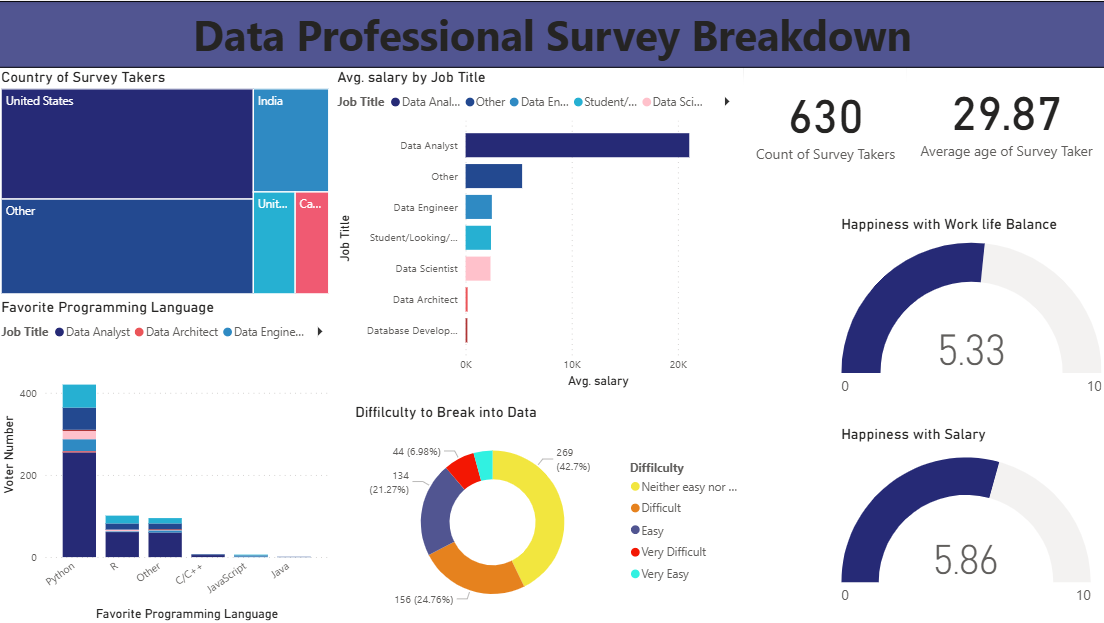 Data Professional Survey Breakdown
Country of Survey Takers
United States
India
Other
Unit...
Ca...
Avg. salary by Job Title
Job Title Data Anal... Other Data En... Student/... Data Sci...
Job Title
Data Analyst
Other
Data Engineer
Student/Looking/...
Data Scientist
Data Architect
Database Develop...
0K 10K 20K
Avg. salary
630
Count of Survey Takers
29.87
Average age of Survey Taker
Happiness with Work life Balance
5.33
0 10
Favorite Programming Language
Job Title Data Analyst Data Architect Data Engine...
Voter Number
400
200
0
Python R Other C/C++ JavaScript Java
Favorite Programming Language
Diffilculty to Break into Data
44 (6.98%)
269
(42.7%)
134
(21.27%)
156 (24.76%)
Diffilculty
Neither easy nor ...
Difficult
Easy
Very Difficult
Very Easy
Happiness with Salary
5.86
0 10